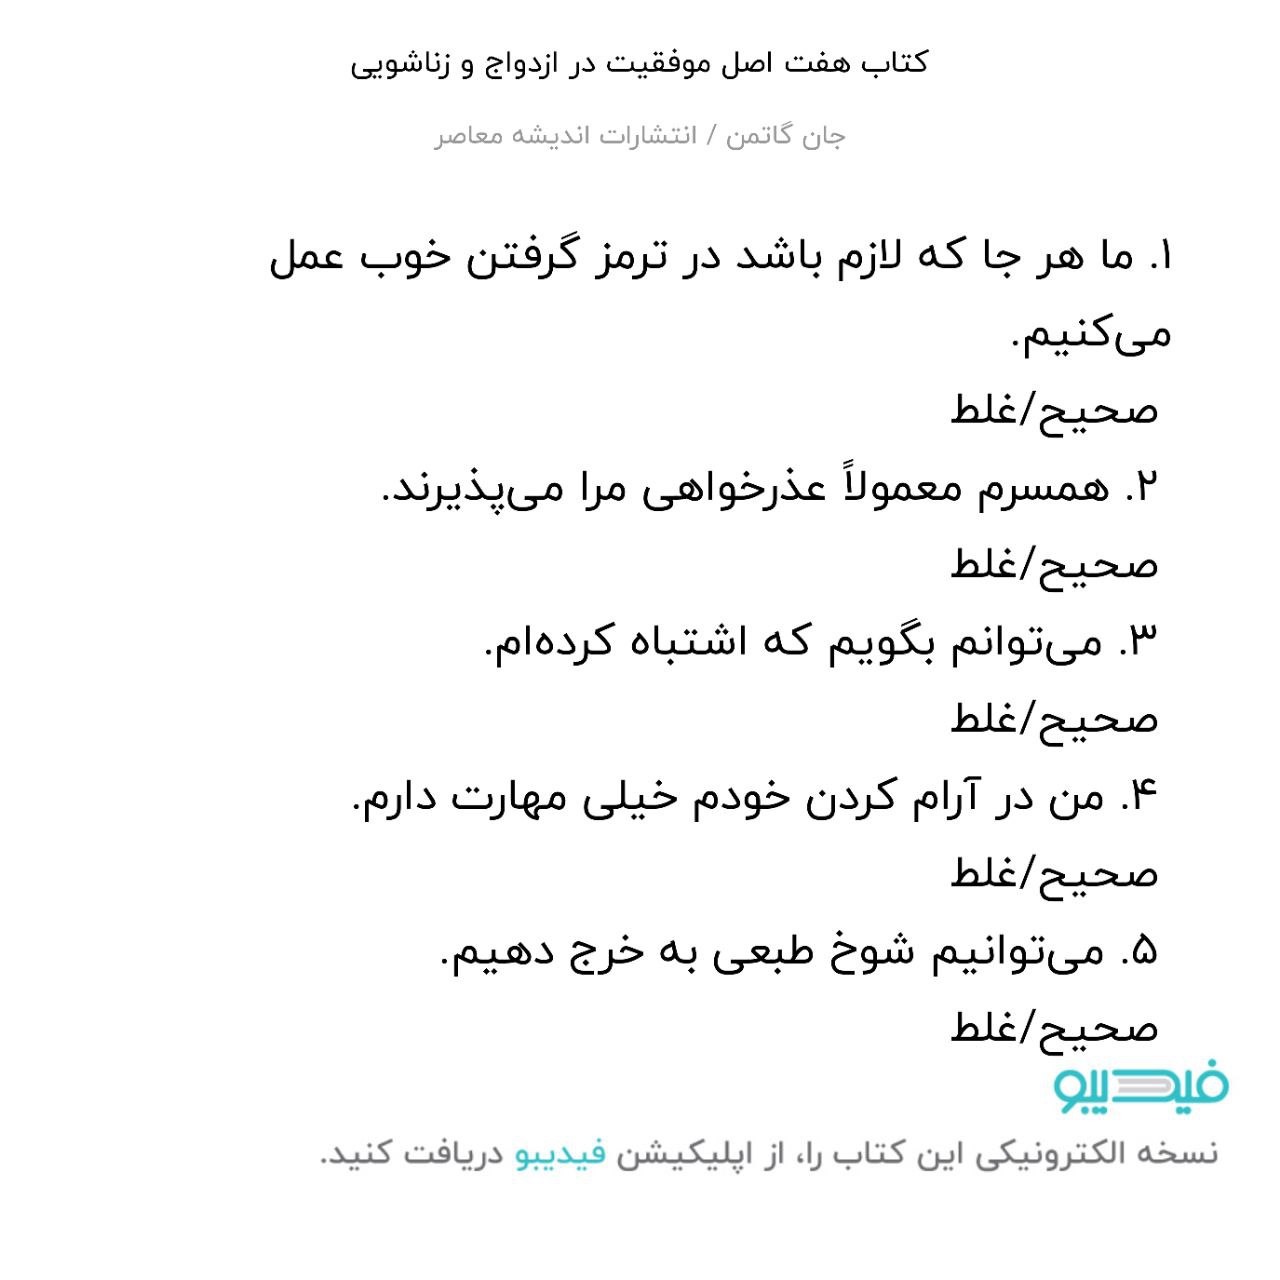 کتاب هفت اصل موفقیت در ازدواج و زناشویی
جان گاتمن / انتشارات اندیشه معاصر
۱. ما هر جا که لازم باشد در ترمز گرفتن خوب عمل
می‌کنیم.
صحیح/غلط
۲. همسرم معمولاً عذرخواهی مرا می‌پذیرند.
صحیح/غلط
۳. می‌توانم بگویم که اشتباه کرده‌ام.
صحیح/غلط
۴. من در آرام کردن خودم خیلی مهارت دارم.
صحیح/غلط
۵. می‌توانیم شوخ طبعی به خرج دهیم.
صحیح/غلط
فیدیبو
نسخه الکترونیکی این کتاب را، از اپلیکیشن فیدیبو دریافت کنید.